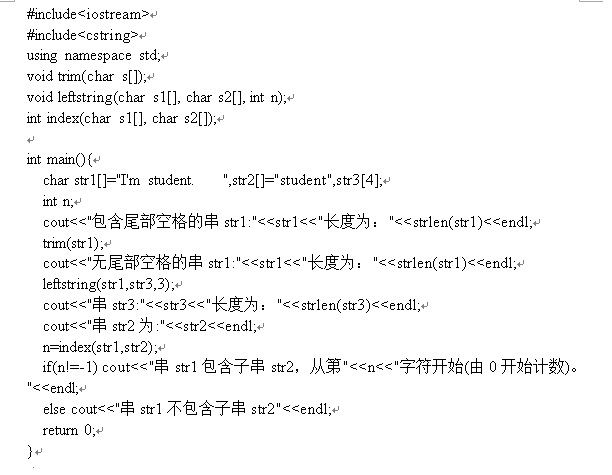 #include<iostream>
#include<cstring>
using namespace std;
void trim(char s[]);
void leftstring(char s1[], char s2[], int n);
int index(char s1[], char s2[]);
int main(){
char str1[]="I'm student.      ",str2[]="student",str3[4];
int n;
cout<<"包含尾部空格的串 str1:"<<str1<<"长度为："<<strlen(str1)<<endl;
trim(str1);
cout<<"无尾部空格的串 str1:"<<str1<<"长度为："<<strlen(str1)<<endl;
leftstring(str1,str3,3);
cout<<"串 str3:"<<str3<<"长度为："<<strlen(str3)<<endl;
cout<<"串 str2 为:"<<str2<<endl;
n=index(str1,str2);
if(n!=-1) cout<<"串 str1 包含子串 str2，从第"<<n<<"字符开始(由 0 开始计数)。
"<<endl;
else cout<<"串 str1 不包含子串 str2"<<endl;
return 0;
}